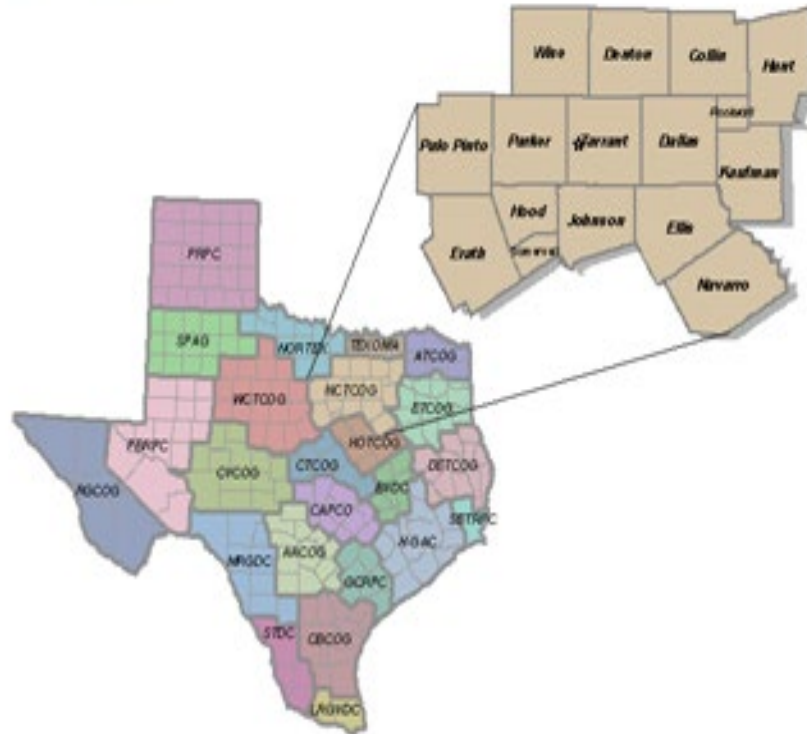 Wise
Denton
Collin
Hunt
Rockwall
Palo Pinto
Parker
Tarrant
Dallas
Kaufman
Hood
Johnson
Ellis
Erath
Somervell
Navarro
PRPC
SPAG
NORTEX
TEXOMA
ATCOG
WCTCOG
NCTCOG
ETCOG
PBRPC
HOTCOG
RGCOG
CVCOG
CTCOG
BVDC
DETCOG
CAPCO
SETRPC
MRGDC
AACOG
H-GAC
GCRPC
STDC
CBCOG
LRGVDC